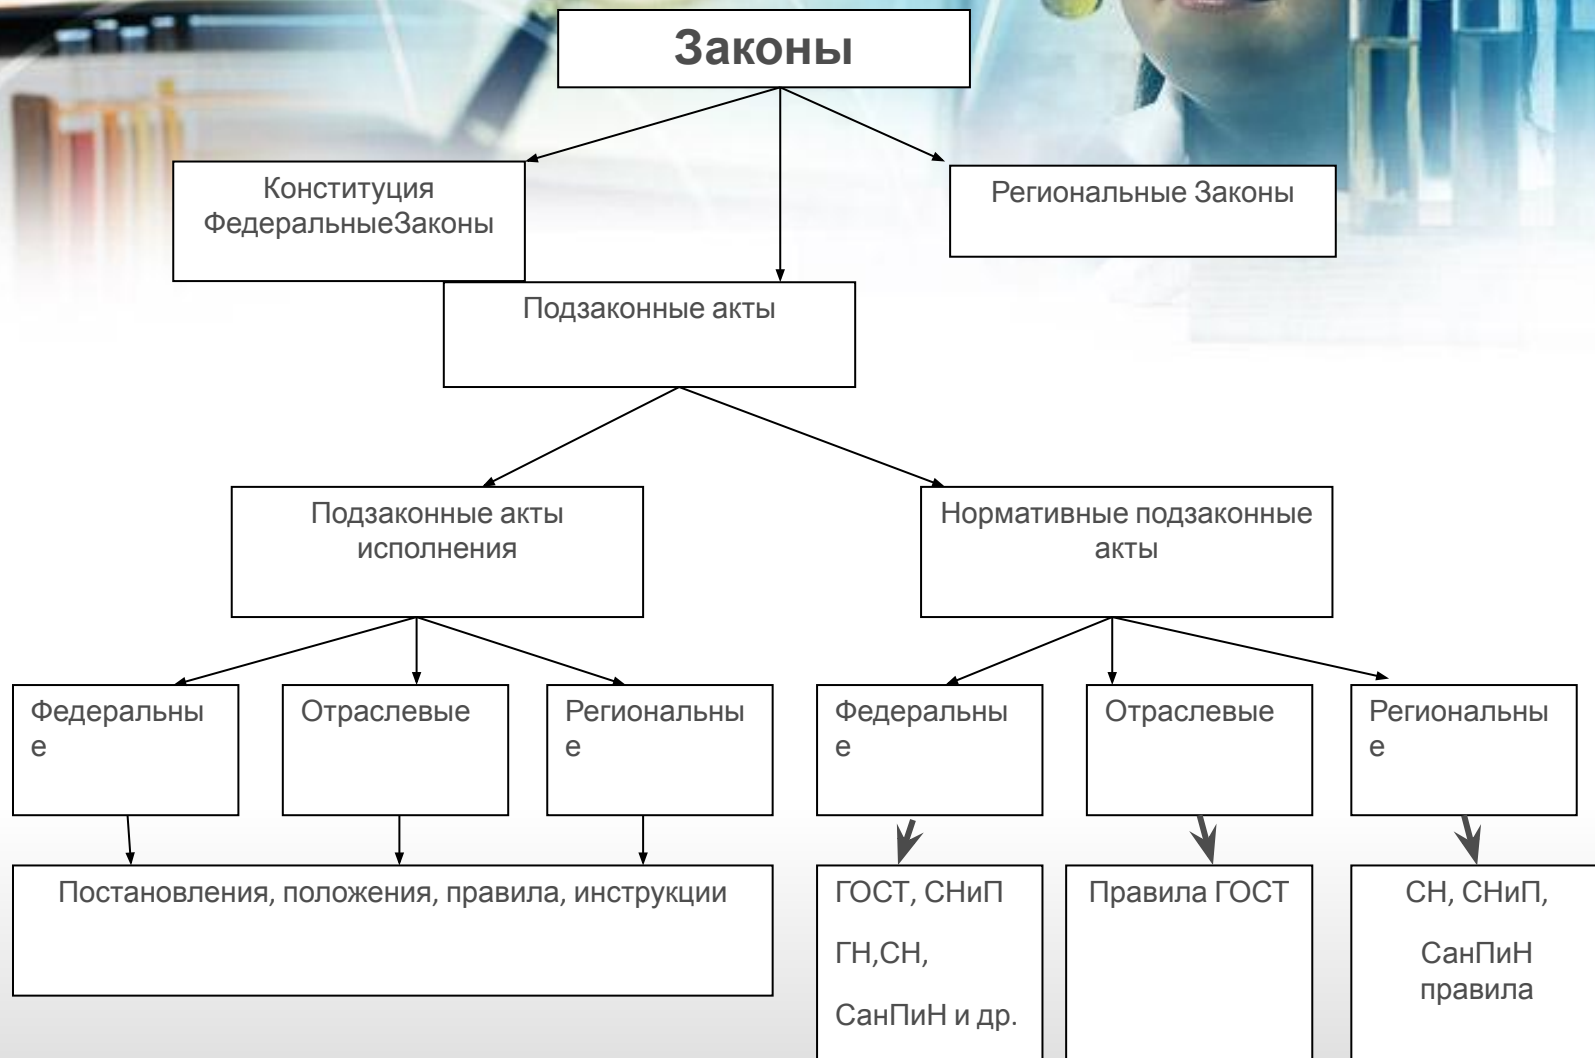 Законы
Конституция
ФедеральныеЗаконы
Региональные Законы
Подзаконные акты
Подзаконные акты
исполнения
Нормативные подзаконные
акты
Федеральны
е
Отраслевые
Региональны
е
Федеральны
е
Отраслевые
Региональны
е
Постановления, положения, правила, инструкции
ГОСТ, СНиП
ГН,СН,
СанПиН и др.
Правила ГОСТ
СН, СНиП,
СанПиН
правила